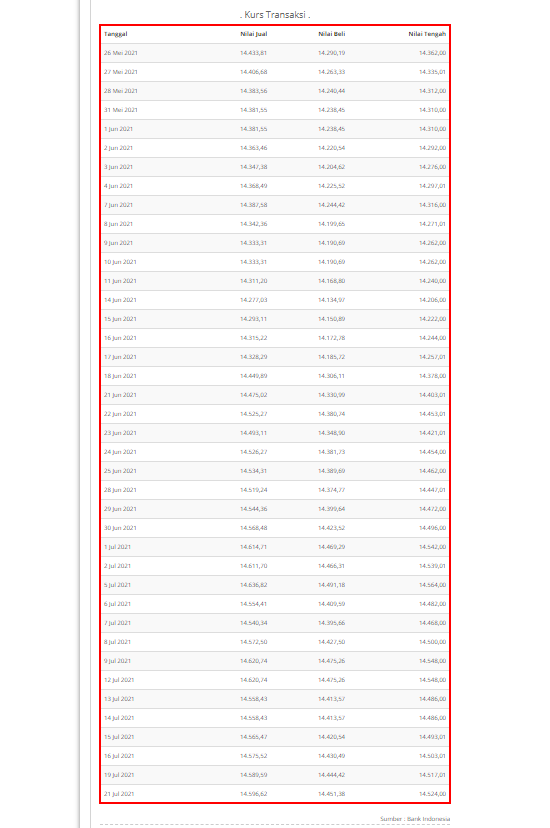 . Kurs Transaksi .
Tanggal Nilai Jual Nilai Beli Nilai Tengah
26 Mei 2021 14.433,81 14.290,19 14.362,00
27 Mei 2021 14.406,68 14.263,33 14.335,01
28 Mei 2021 14.383,56 14.240,44 14.312,00
31 Mei 2021 14.381,55 14.238,45 14.310,00
1 Jun 2021 14.381,55 14.238,45 14.310,00
2 Jun 2021 14.363,46 14.220,54 14.292,00
3 Jun 2021 14.347,38 14.204,62 14.276,00
4 Jun 2021 14.368,49 14.225,52 14.297,01
7 Jun 2021 14.387,58 14.244,42 14.316,00
8 Jun 2021 14.342,36 14.199,65 14.271,01
9 Jun 2021 14.333,31 14.190,69 14.262,00
10 Jun 2021 14.333,31 14.190,69 14.262,00
11 Jun 2021 14.311,20 14.168,80 14.240,00
14 Jun 2021 14.277,03 14.134,97 14.206,00
15 Jun 2021 14.293,11 14.150,89 14.222,00
16 Jun 2021 14.315,22 14.172,78 14.244,00
17 Jun 2021 14.328,29 14.185,72 14.257,01
18 Jun 2021 14.449,89 14.306,11 14.378,00
21 Jun 2021 14.475,02 14.330,99 14.403,01
22 Jun 2021 14.525,27 14.380,74 14.453,01
23 Jun 2021 14.493,11 14.348,90 14.421,01
24 Jun 2021 14.526,27 14.381,73 14.454,00
25 Jun 2021 14.534,31 14.389,69 14.462,00
28 Jun 2021 14.519,24 14.374,77 14.447,01
29 Jun 2021 14.544,36 14.399,64 14.472,00
30 Jun 2021 14.568,48 14.423,52 14.496,00
1 Jul 2021 14.614,71 14.469,29 14.542,00
2 Jul 2021 14.611,70 14.466,31 14.539,01
5 Jul 2021 14.636,82 14.491,18 14.564,00
6 Jul 2021 14.554,41 14.409,59 14.482,00
7 Jul 2021 14.540,34 14.395,66 14.468,00
8 Jul 2021 14.572,50 14.427,50 14.500,00
9 Jul 2021 14.620,74 14.475,26 14.548,00
12 Jul 2021 14.620,74 14.475,26 14.548,00
13 Jul 2021 14.558,43 14.413,57 14.486,00
14 Jul 2021 14.558,43 14.413,57 14.486,00
15 Jul 2021 14.565,47 14.420,54 14.493,01
16 Jul 2021 14.575,52 14.430,49 14.503,01
19 Jul 2021 14.589,59 14.444,42 14.517,01
21 Jul 2021 14.596,62 14.451,38 14.524,00
Sumber : Bank Indonesia